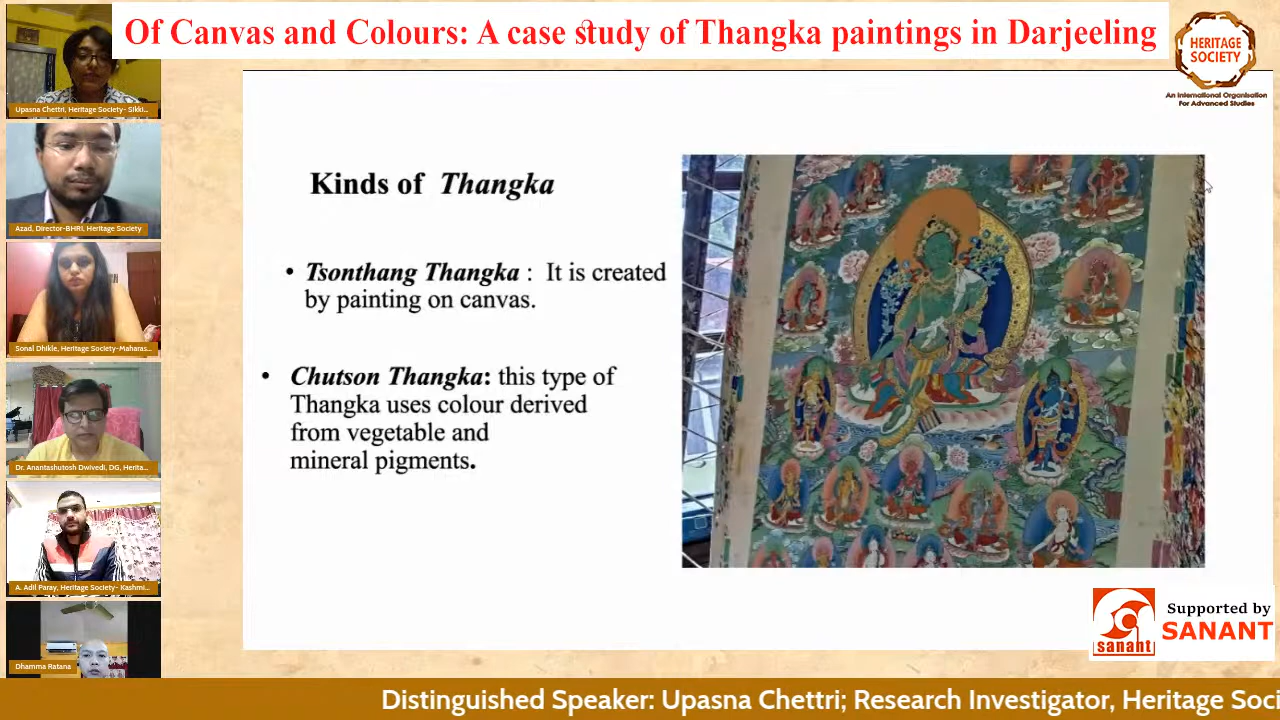 Of Canvas and Colours: A case study of Thangka paintings in Darjeeling
HERITAGE
SOCIETY
An International Organisation
For Advanced Studies
Upasna Chettri, Heritage Society- Sikki...
Azad, Director-BHRI, Heritage Society
Sonal Dhikle, Heritage Society-Maharas...
Dr. Anantashutosh Dwivedi, DG, Herita...
A. Adil Paray, Heritage Society- Kashmi...
Dhamma Ratana
Kinds of Thangka
• Tsonthang Thangka : It is created
by painting on canvas.
• Chutson Thangka: this type of
Thangka uses colour derived
from vegetable and
mineral pigments.
sanant
Supported by
SANANT
Distinguished Speaker: Upasna Chettri; Research Investigator, Heritage Soci